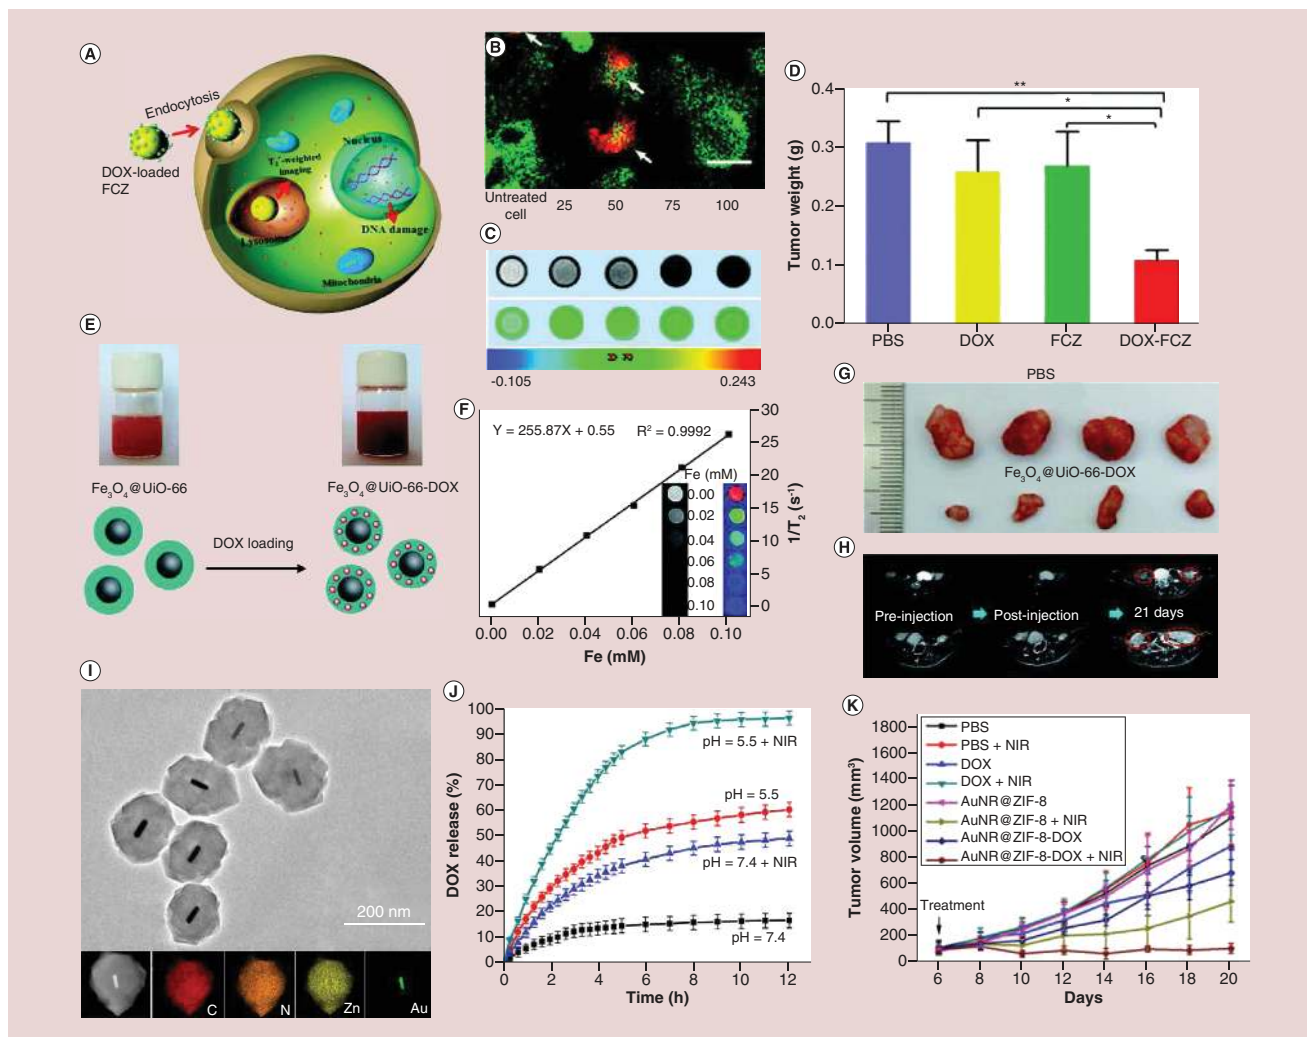 A
Endocytosis
DOX-loaded
FCZ
T₂*-weighted
imaging
Nucleus
Lysosome
DNA damage
Mitochondria
B
Untreated
cell
25
50
75
100
C
-0.105
0.243
D
Tumor weight (g)
0.4
0.3
0.2
0.1
0.0
**
*
*
PBS
DOX
FCZ
DOX-FCZ
E
Fe₃O₄@UiO-66
Fe₃O₄@UiO-66-DOX
DOX loading
F
Y = 255.87X + 0.55
R² = 0.9992
Fe (mM)
0.00
0.02
0.04
0.06
0.08
0.10
30
25
20
15
10
5
0
1/T₂ (s⁻¹)
0.00
0.02
0.04
0.06
0.08
0.10
Fe (mM)
G
PBS
Fe₃O₄@UiO-66-DOX
H
Pre-injection
Post-injection
21 days
I
200 nm
C
N
Zn
Au
J
DOX release (%)
100
90
80
70
60
50
40
30
20
10
0
pH = 5.5 + NIR
pH = 5.5
pH = 7.4 + NIR
pH = 7.4
0
2
4
6
8
10
12
Time (h)
K
Tumor volume (mm³)
1800
1600
1400
1200
1000
800
600
400
200
0
PBS
PBS + NIR
DOX
DOX + NIR
AuNR@ZIF-8
AuNR@ZIF-8 + NIR
AuNR@ZIF-8-DOX
AuNR@ZIF-8-DOX + NIR
Treatment
6
8
10
12
14
16
18
20
Days